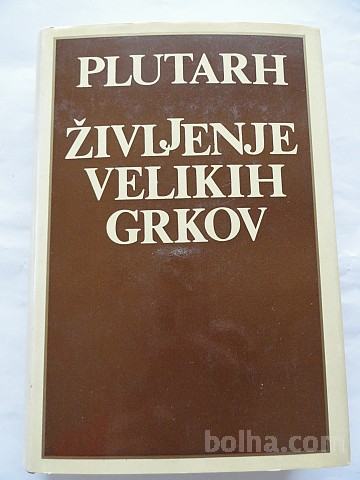 PLUTARH
ŽIVLJENJE
VELIKIH
GRKOV
bolha.com